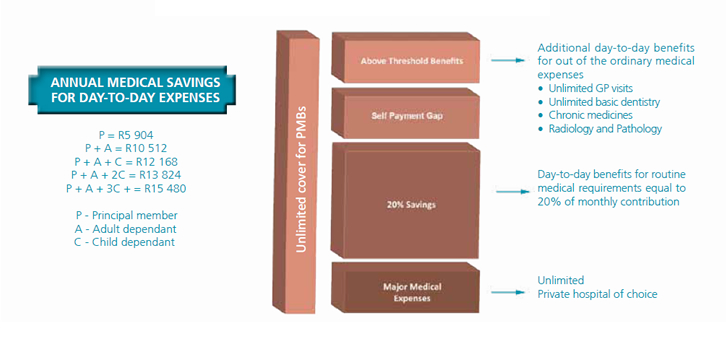 ANNUAL MEDICAL SAVINGS
FOR DAY-TO-DAY EXPENSES
P = R5 904
P + A = R10 512
P + A + C = R12 168
P + A + 2C = R13 824
P + A + 3C + = R15 480
P - Principal member
A - Adult dependant
C - Child dependant
Unlimited cover for PMBs
Above Threshold Benefits
Self Payment Gap
20% Savings
Major Medical
Expenses
Additional day-to-day benefits
for out of the ordinary medical
expenses
• Unlimited GP visits
• Unlimited basic dentistry
• Chronic medicines
• Radiology and Pathology
Day-to-day benefits for routine
medical requirements equal to
20% of monthly contribution
Unlimited
Private hospital of choice